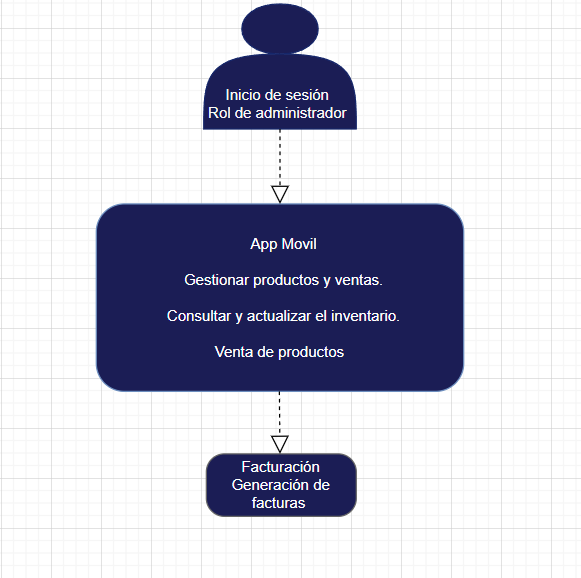 Inicio de sesión
Rol de administrador
App Movil
Gestionar productos y ventas.
Consultar y actualizar el inventario.
Venta de productos
Facturación
Generación de
facturas